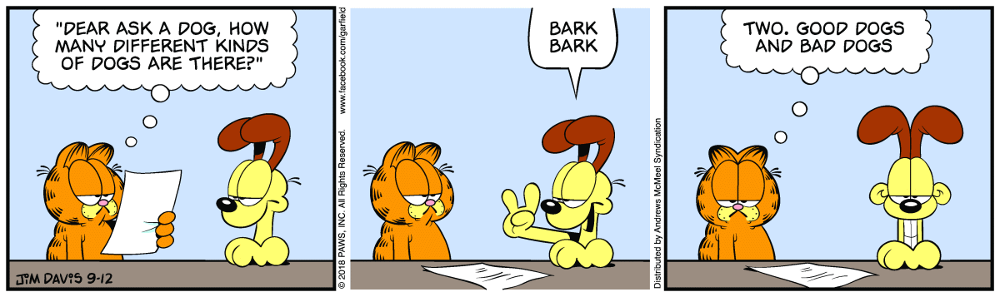 "DEAR ASK A DOG, HOW
MANY DIFFERENT KINDS
OF DOGS ARE THERE?"
JIM DAVIS 9-12
© 2018 PAWS, INC. All Rights Reserved. www.facebook.com/garfield
BARK
BARK
Distributed by Andrews McMeel Syndication
TWO. GOOD DOGS
AND BAD DOGS